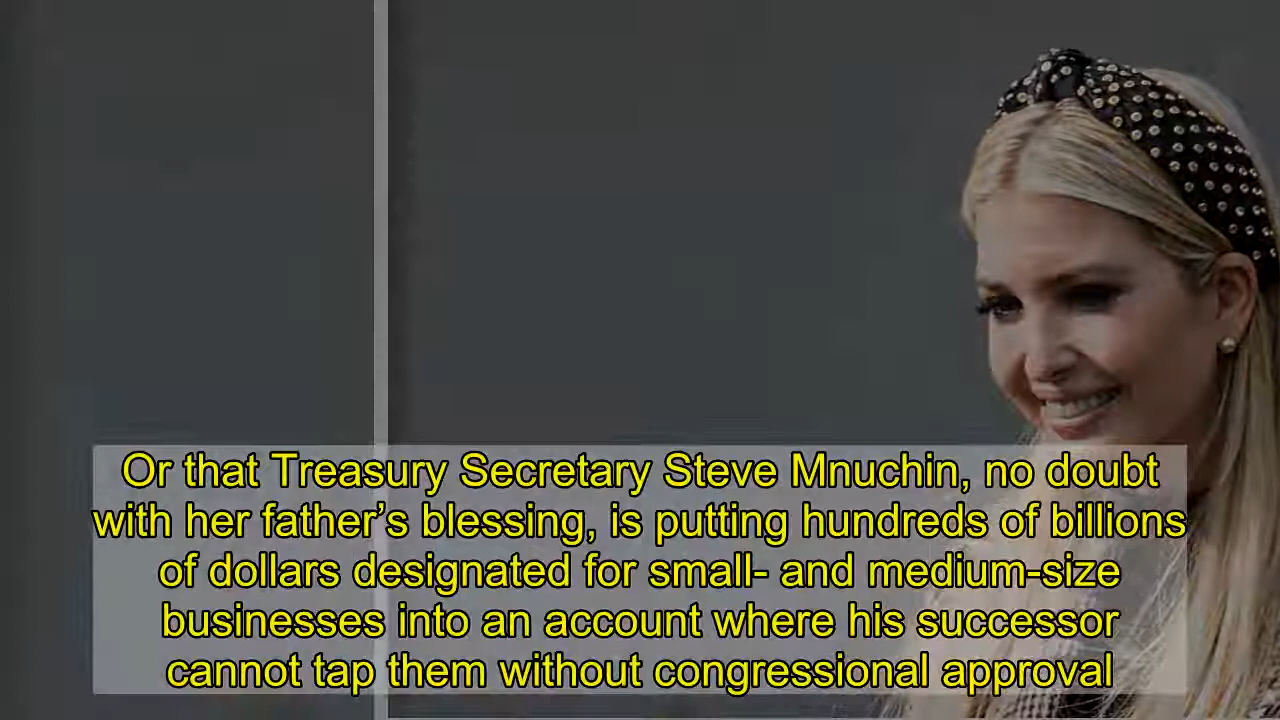 Or that Treasury Secretary Steve Mnuchin, no doubt
with her father’s blessing, is putting hundreds of billions
of dollars designated for small- and medium-size
businesses into an account where his successor
cannot tap them without congressional approval